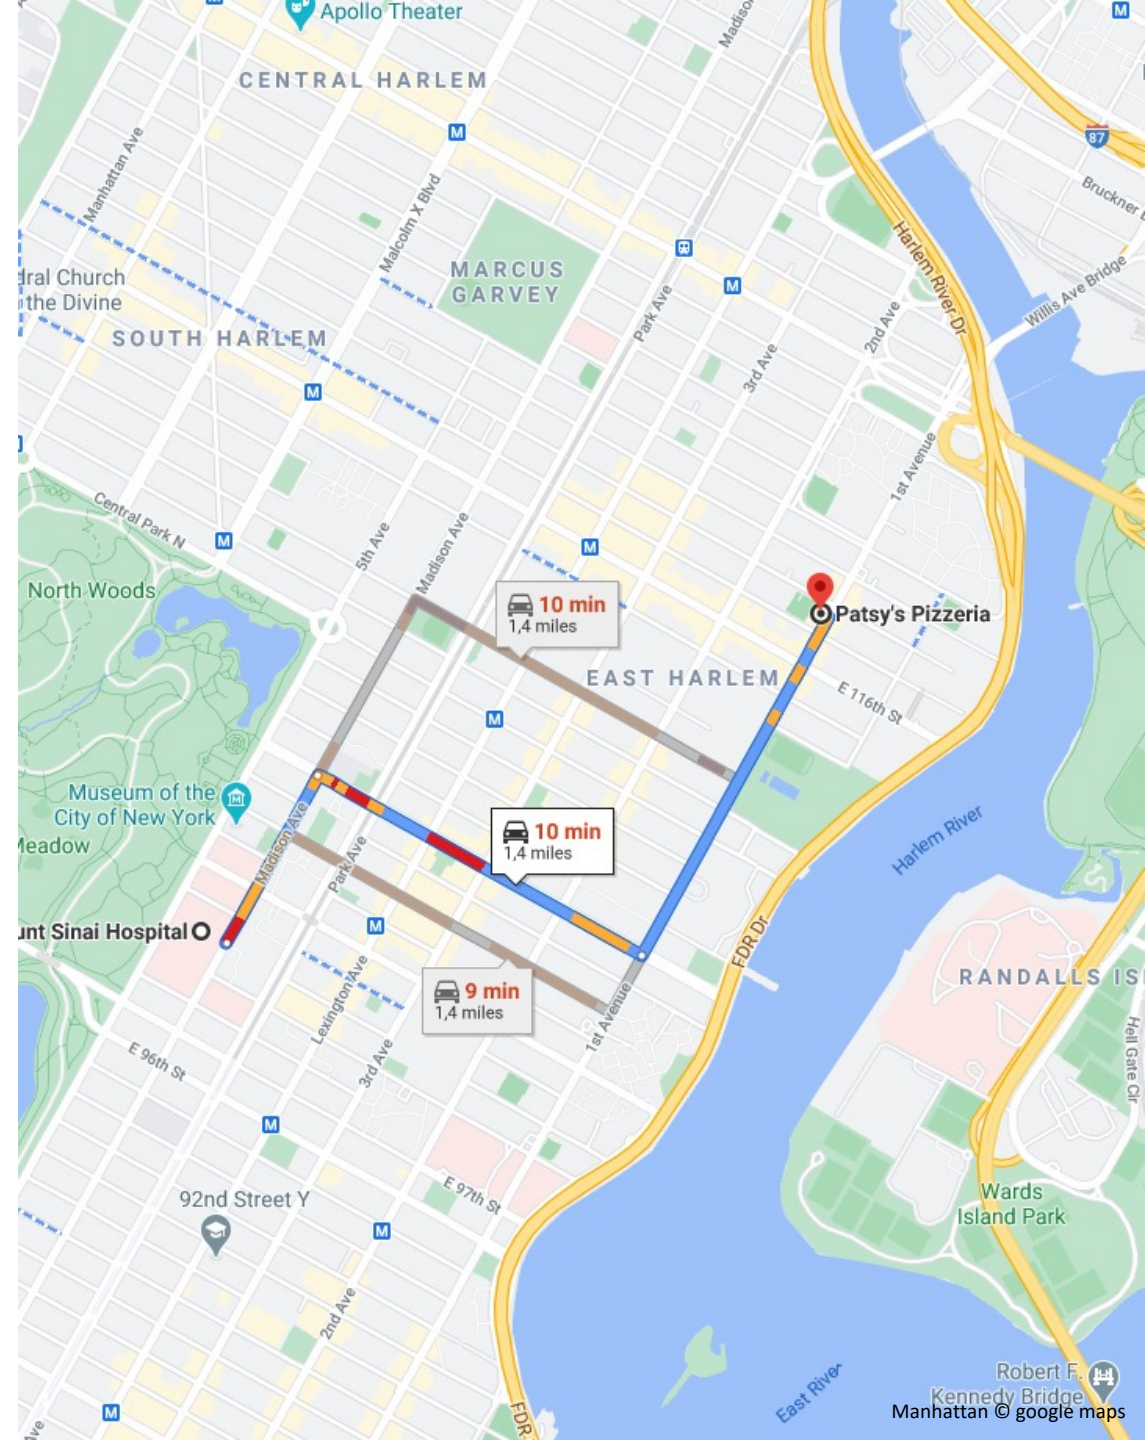 Apollo Theater
Madison
CENTRAL HARLEM
87
Manhattan Ave
Malcolm X Blvd
Bruckner
Harlem River Dr
MARCUS
GARVEY
dral Church
the Divine
Willis Ave Bridge
Park Ave
2nd Ave
SOUTH HARLEM
3rd Ave
1st Avenue
Central Park N
5th Ave
Madison Ave
North Woods
10 min
1,4 miles
Patsy's Pizzeria
EAST HARLEM
E 116th St
Museum of the
City of New York
Meadow
Madison Ave
Park Ave
10 min
1,4 miles
Harlem River
unt Sinai Hospital
FDR Dr
Lexington Ave
9 min
1,4 miles
1st Avenue
RANDALLS ISL
Hell Gate Cir
E 96th St
3rd Ave
E 97th St
92nd Street Y
Wards
Island Park
2nd Ave
East River
Robert F.
Kennedy Bridge
Manhattan © google maps
FDR
Ave